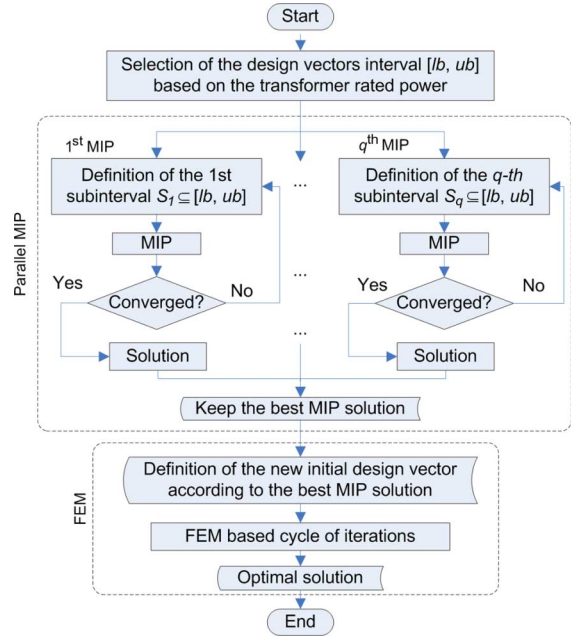 Start
Selection of the design vectors interval [lb, ub]
based on the transformer rated power
Parallel MIP
1st MIP
Definition of the 1st
subinterval S1⊆[lb, ub]
MIP
Yes
Converged?
No
Solution
...
...
...
qth MIP
Definition of the q-th
subinterval Sq⊆[lb, ub]
MIP
Yes
Converged?
No
Solution
Keep the best MIP solution
FEM
Definition of the new initial design vector
according to the best MIP solution
FEM based cycle of iterations
Optimal solution
End